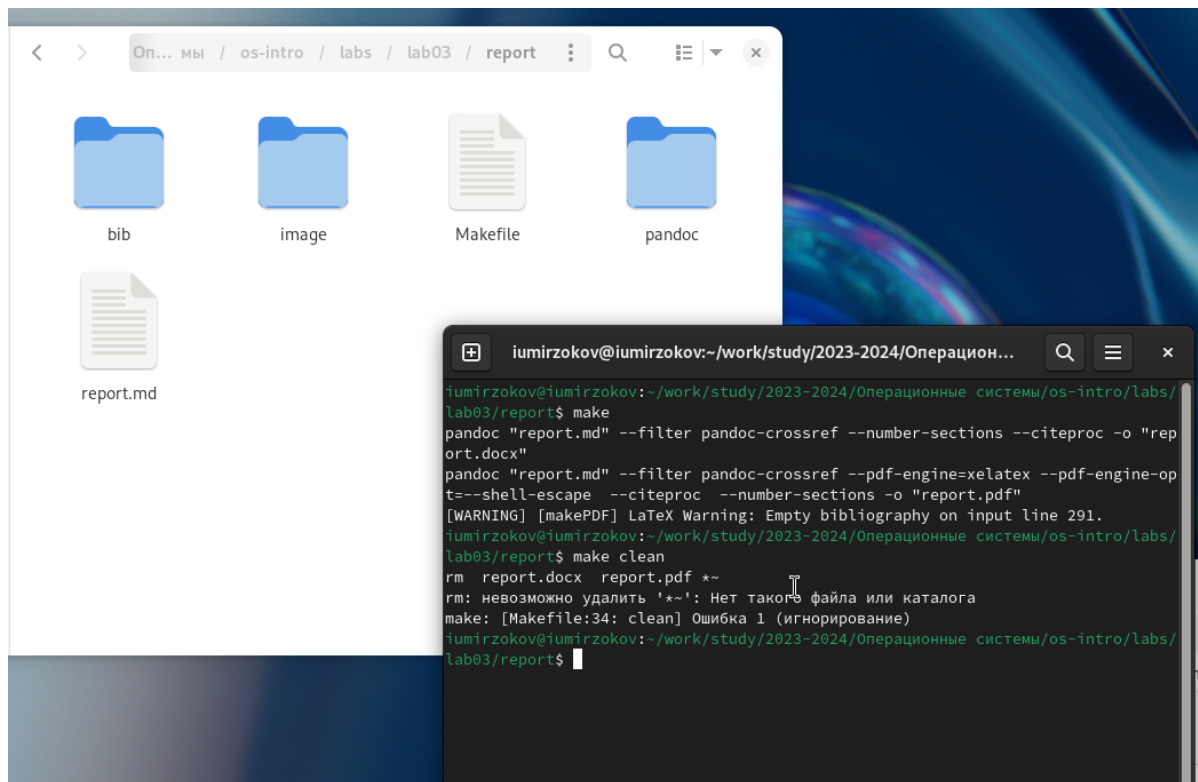 Оп… мы / os-intro / labs / lab03 / report
bib
image
Makefile
pandoc
report.md
iumirzokov@iumirzokov:~/work/study/2023-2024/Операцион...
iumirzokov@iumirzokov:~/work/study/2023-2024/Операционные системы/os-intro/labs/
lab03/report$ make
pandoc "report.md" --filter pandoc-crossref --number-sections --citeproc -o "rep
ort.docx"
pandoc "report.md" --filter pandoc-crossref --pdf-engine=xelatex --pdf-engine-op
t=--shell-escape  --citeproc  --number-sections -o "report.pdf"
[WARNING] [makePDF] LaTeX Warning: Empty bibliography on input line 291.
iumirzokov@iumirzokov:~/work/study/2023-2024/Операционные системы/os-intro/labs/
lab03/report$ make clean
rm  report.docx  report.pdf *~
rm: невозможно удалить '*~': Нет такого файла или каталога
make: [Makefile:34: clean] Ошибка 1 (игнорирование)
iumirzokov@iumirzokov:~/work/study/2023-2024/Операционные системы/os-intro/labs/
lab03/report$